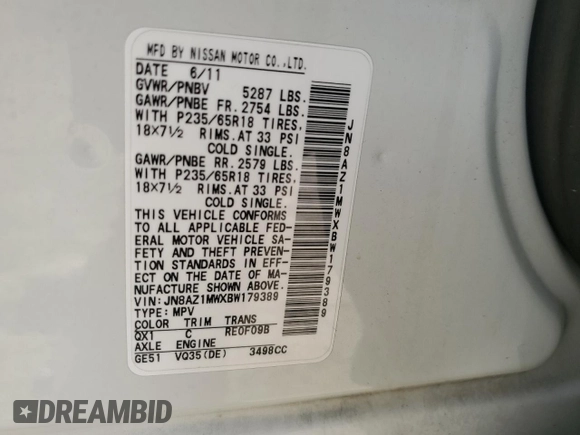 MFD BY NISSAN MOTOR CO.,LTD.
DATE 6/11
GVWR/PNBV 5287 LBS.
GAWR/PNBE FR. 2754 LBS.
WITH P235/65R18 TIRES.
18X7½ RIMS.AT 33 PSI
COLD SINGLE.
GAWR/PNBE RR. 2579 LBS.
WITH P235/65R18 TIRES.
18X7½ RIMS.AT 33 PSI
COLD SINGLE.
THIS VEHICLE CONFORMS
TO ALL APPLICABLE FED-
ERAL MOTOR VEHICLE SA-
FETY AND THEFT PREVEN-
TION STANDARDS IN EFF-
ECT ON THE DATE OF MA-
NUFACTURE SHOWN ABOVE.
VIN: JN8AZ1MWXBW179389
TYPE: MPV
COLOR TRIM TRANS
QX1 C RE0F09B
AXLE ENGINE
GE51 VQ35(DE) 3498CC
JN8AZ1MWXBW179389
DREAMBID